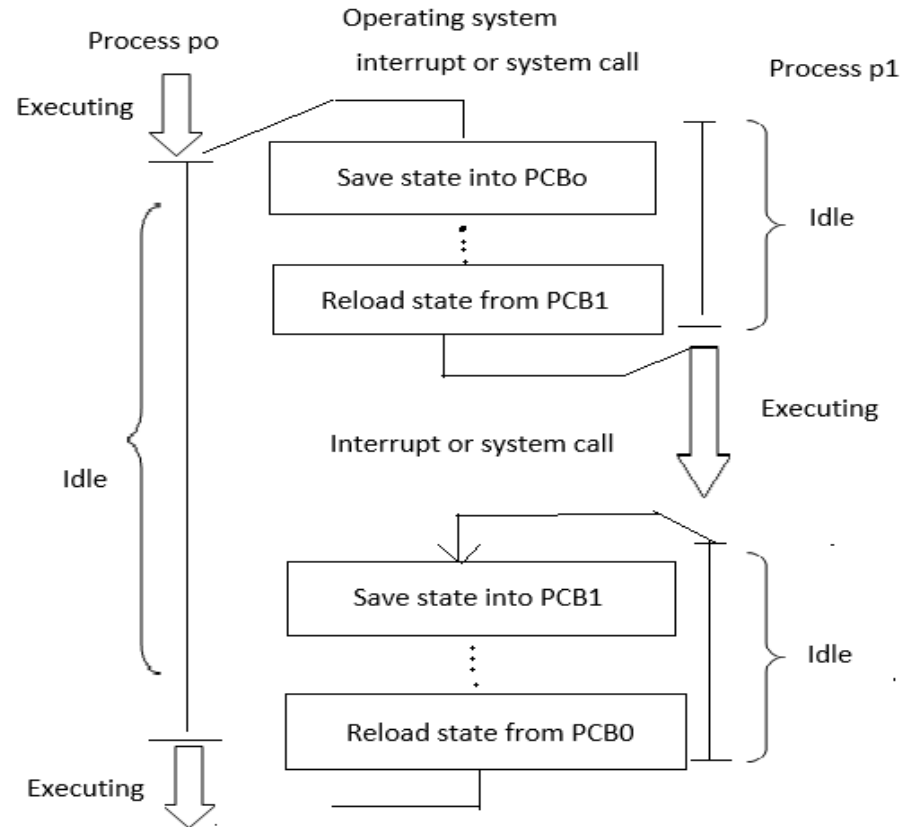 Operating system
Process po
interrupt or system call
Process p1
Executing
Save state into PCBo
Idle
Reload state from PCB1
Executing
Interrupt or system call
Idle
Save state into PCB1
Idle
Reload state from PCB0
Executing